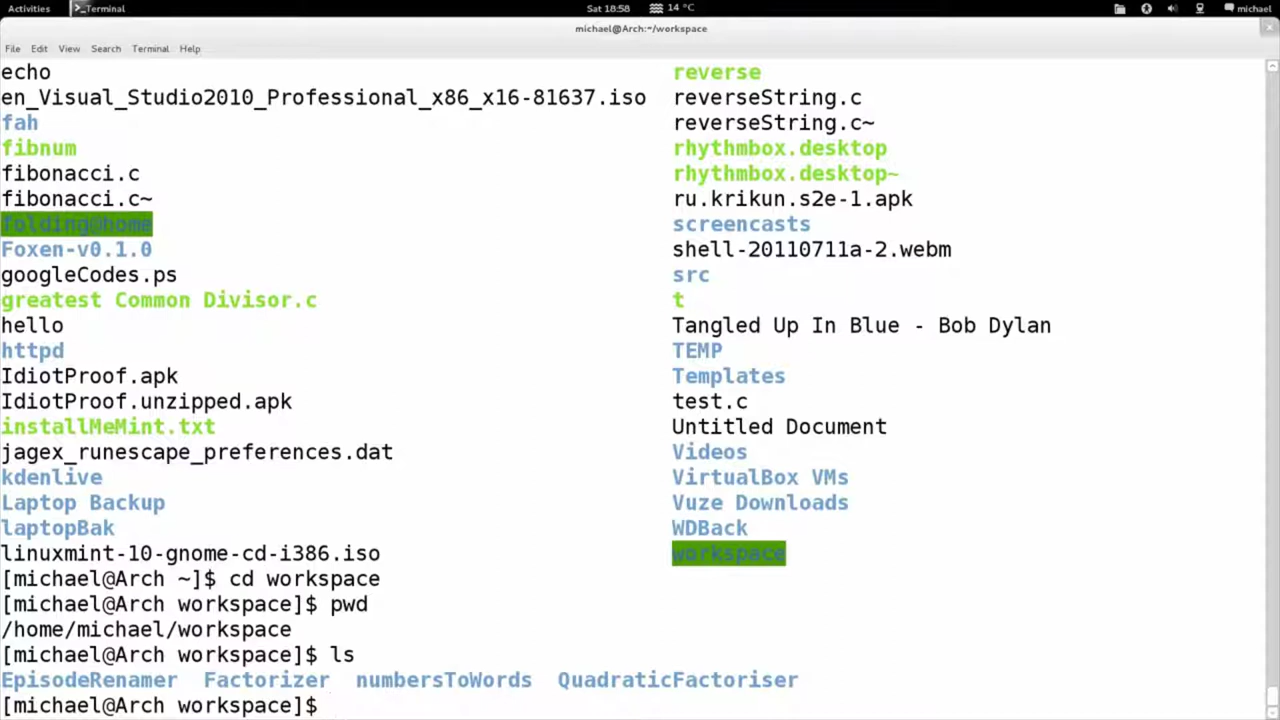 Activities Terminal Sat 18:58 14 °C michael
michael@Arch:~/workspace
File Edit View Search Terminal Help
echo reverse
en_Visual_Studio2010_Professional_x86_x16-81637.iso reverseString.c
fah reverseString.c~
fibnum rhythmbox.desktop
fibonacci.c rhythmbox.desktop~
fibonacci.c~ ru.krikun.s2e-1.apk
folding@home screencasts
Foxen-v0.1.0 shell-20110711a-2.webm
googleCodes.ps src
greatest Common Divisor.c t
hello Tangled Up In Blue - Bob Dylan
httpd TEMP
IdiotProof.apk Templates
IdiotProof.unzipped.apk test.c
installMeMint.txt Untitled Document
jagex_runescape_preferences.dat Videos
kdenlive VirtualBox VMs
Laptop Backup Vuze Downloads
laptopBak WDBack
linuxmint-10-gnome-cd-i386.iso workspace
[michael@Arch ~]$ cd workspace
[michael@Arch workspace]$ pwd
/home/michael/workspace
[michael@Arch workspace]$ ls
EpisodeRenamer Factorizer numbersToWords QuadraticFactoriser
[michael@Arch workspace]$